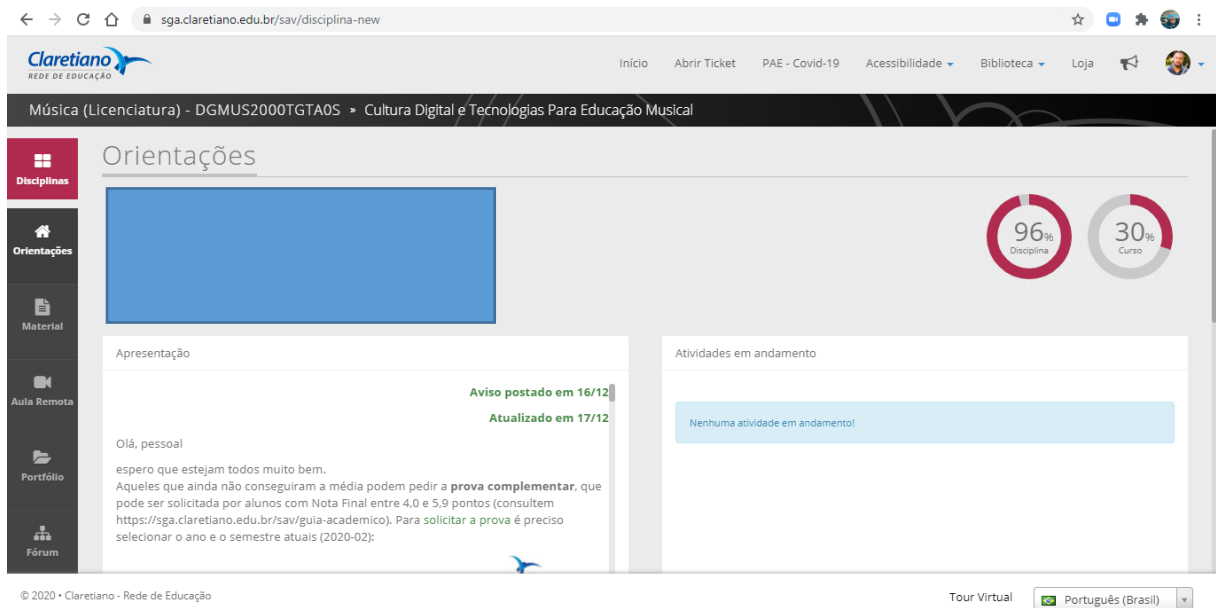 sga.claretiano.edu.br/sav/disciplina-new
Claretiano
REDE DE EDUCAÇÃO
Início Abrir Ticket PAE - Covid-19 Acessibilidade Biblioteca Loja
Música (Licenciatura) - DGMUS2000TGTA0S » Cultura Digital e Tecnologias Para Educação Musical
Disciplinas
Orientações
Material
Aula Remota
Portfólio
Fórum
Orientações
96%
Disciplina
30%
Curso
Apresentação
Aviso postado em 16/12
Atualizado em 17/12
Olá, pessoal
espero que estejam todos muito bem.
Aqueles que ainda não conseguiram a média podem pedir a prova complementar, que
pode ser solicitada por alunos com Nota Final entre 4,0 e 5,9 pontos (consultem
https://sga.claretiano.edu.br/sav/guia-academico). Para solicitar a prova é preciso
selecionar o ano e o semestre atuais (2020-02):
Atividades em andamento
Nenhuma atividade em andamento!
© 2020 • Claretiano - Rede de Educação
Tour Virtual
Português (Brasil)